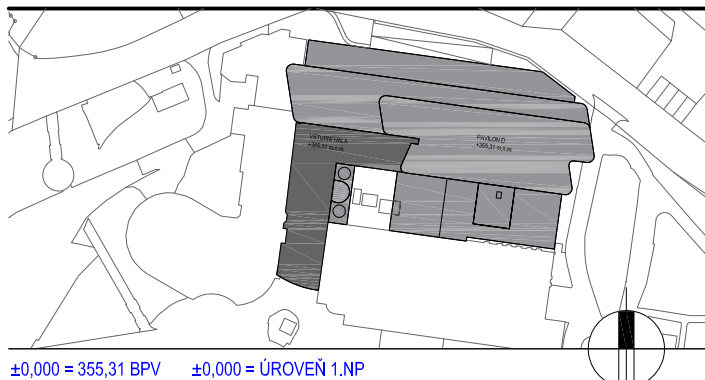 VSTUPNÍ HALA
+355,31 m.n.m.
PAVILON D
+355,31 m.n.m.
±0,000 = 355,31 BPV ±0,000 = ÚROVEŇ 1.NP